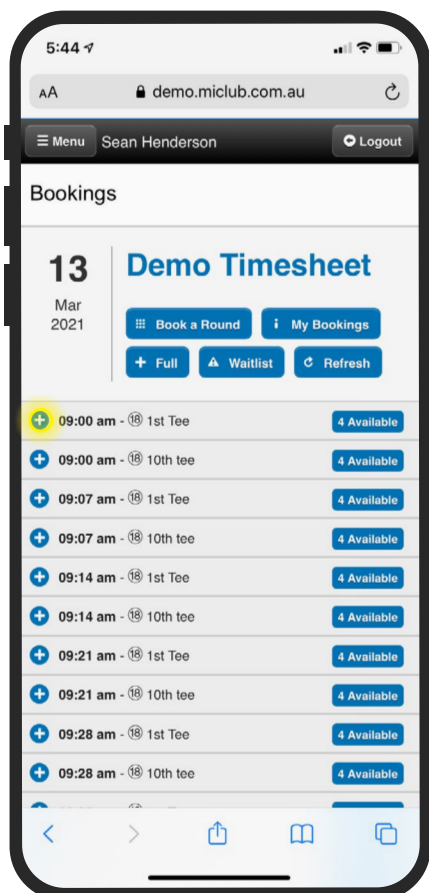 5:44
AA demo.miclub.com.au
Menu Sean Henderson Logout
Bookings
13
Mar
2021
Demo Timesheet
Book a Round My Bookings
Full Waitlist Refresh
09:00 am - 18 1st Tee 4 Available
09:00 am - 18 10th tee 4 Available
09:07 am - 18 1st Tee 4 Available
09:07 am - 18 10th tee 4 Available
09:14 am - 18 1st Tee 4 Available
09:14 am - 18 10th tee 4 Available
09:21 am - 18 1st Tee 4 Available
09:21 am - 18 10th tee 4 Available
09:28 am - 18 1st Tee 4 Available
09:28 am - 18 10th tee 4 Available